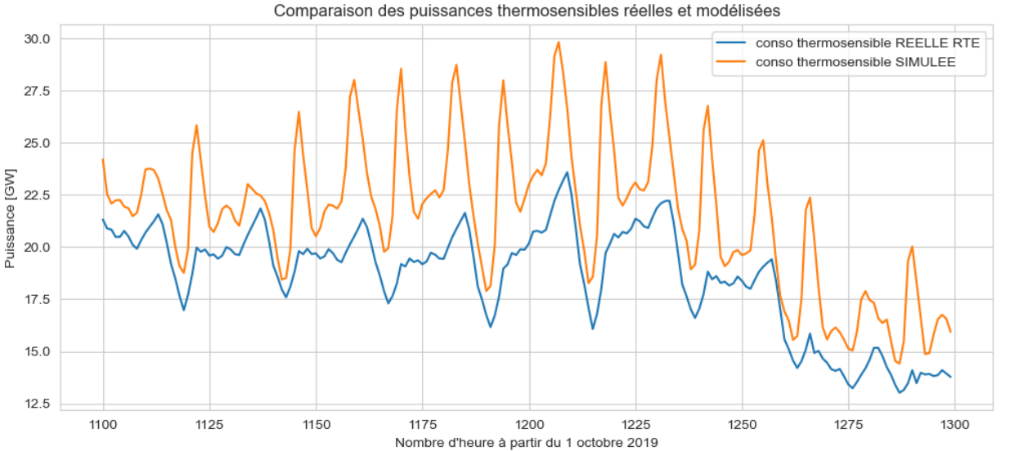 Comparaison des puissances thermosensibles réelles et modélisées
conso thermosensible REELLE RTE
conso thermosensible SIMULEE
Puissance [GW]
30.0
27.5
25.0
22.5
20.0
17.5
15.0
12.5
1100 1125 1150 1175 1200 1225 1250 1275 1300
Nombre d'heure à partir du 1 octobre 2019